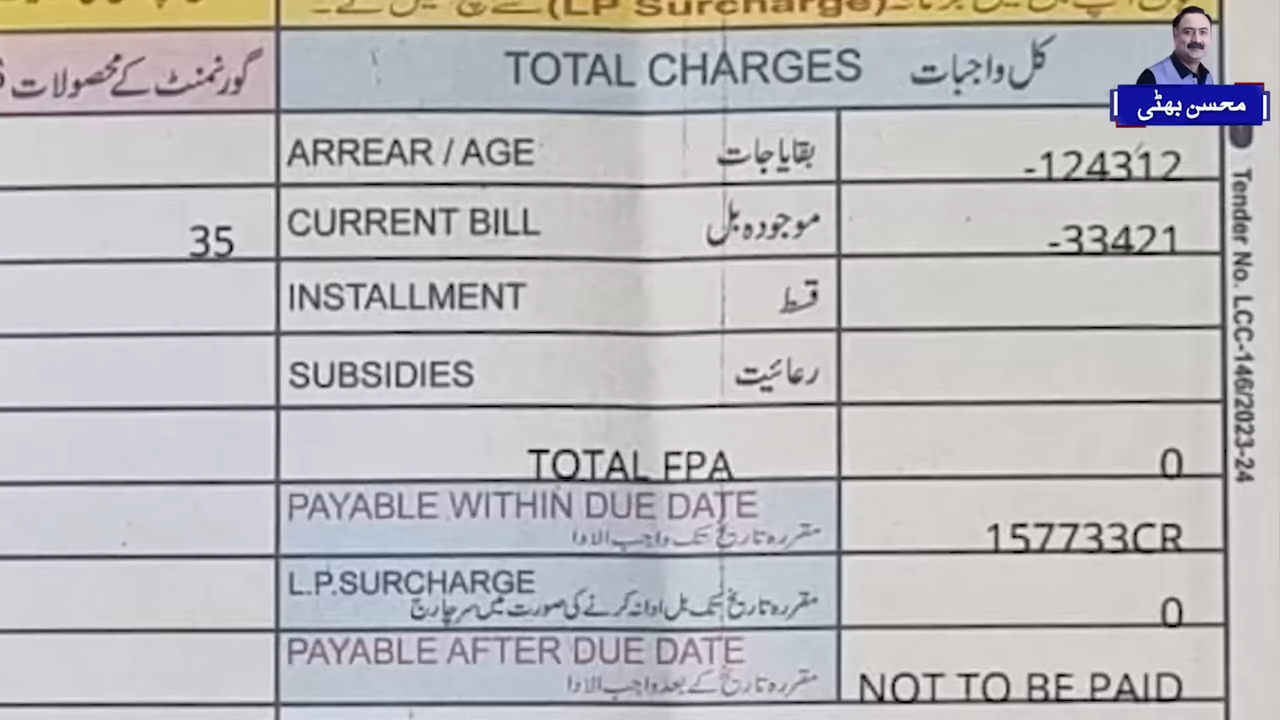 (LP Surcharge)
گورنمنٹ کے محصولات
TOTAL CHARGES کل واجبات
محسن بھٹی
ARREAR / AGE بقایاجات -124312
35 CURRENT BILL موجودہ بل -33421
INSTALLMENT قسط
SUBSIDIES رعائیت
TOTAL FPA 0
PAYABLE WITHIN DUE DATE 157733CR
مقررہ تاریخ تک واجب الادا
L.P.SURCHARGE
مقررہ تاریخ تک بل ادا نہ کرنے کی صورت میں سرچارج 0
PAYABLE AFTER DUE DATE
مقررہ تاریخ کے بعد واجب الادا NOT TO BE PAID
Tender No. LCC-146/2023-24